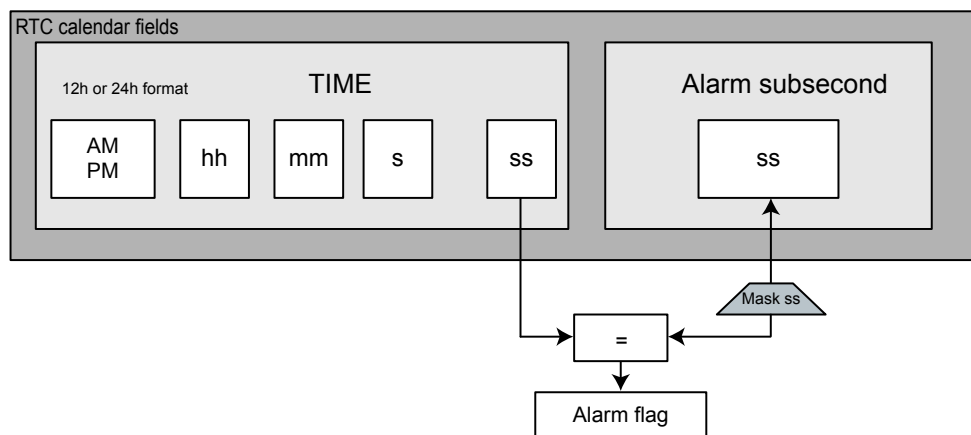 RTC calendar fields
TIME
Alarm subsecond
12h or 24h format
AM
PM
hh
mm
s
ss
ss
Mask ss
=
Alarm flag